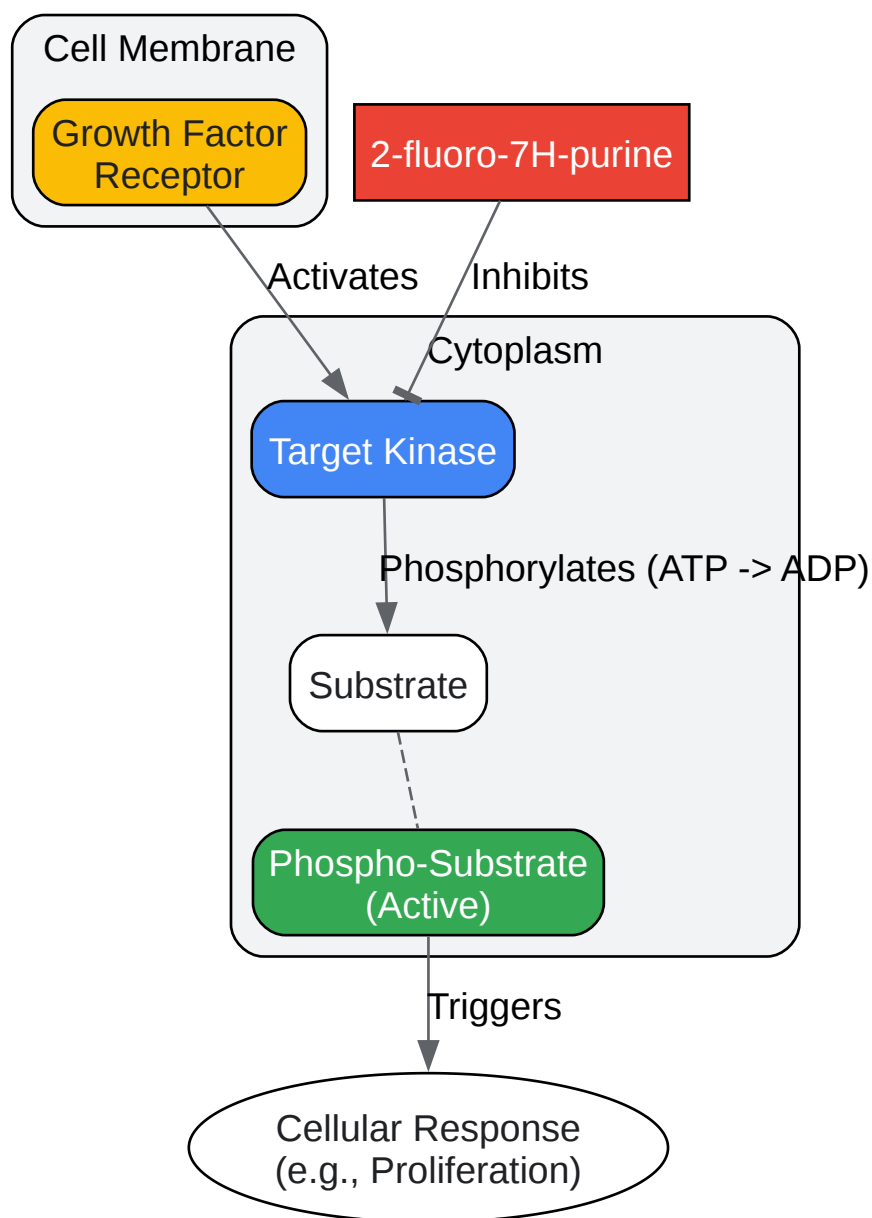 Cell Membrane
Growth Factor
Receptor
2-fluoro-7H-purine
Activates
Inhibits
Cytoplasm
Target Kinase
Phosphorylates (ATP -> ADP)
Substrate
Phospho-Substrate
(Active)
Triggers
Cellular Response
(e.g., Proliferation)